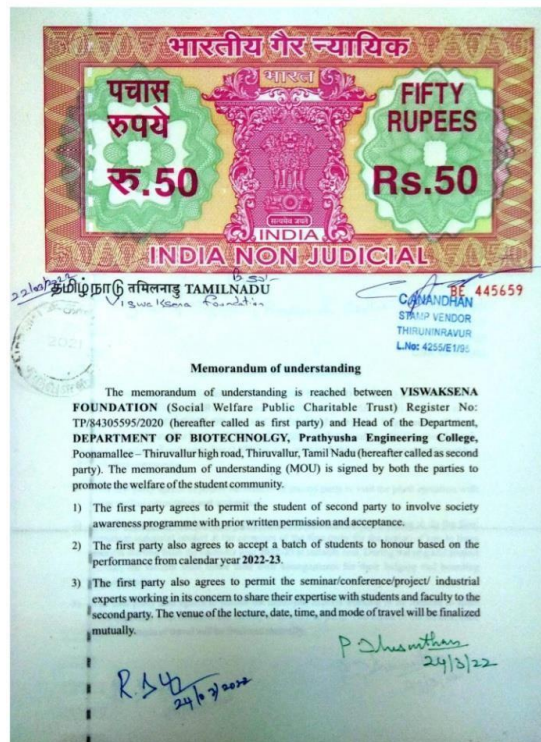 भारतीय गैर न्यायिक
भारत
पचास
रुपये
रु.50
FIFTY
RUPEES
Rs.50
सत्यमेव जयते
INDIA
INDIA NON JUDICIAL
தமிழ்நாடு तमिलनाडु TAMILNADU
BE 445659
Viswaksena Foundation
C.ANANDHAN
STAMP VENDOR
THIRUNINRAVUR
L.No: 4255/E1/95
2021
Memorandum of understanding
The memorandum of understanding is reached between VISWAKSENA
FOUNDATION (Social Welfare Public Charitable Trust) Register No:
TP/84305595/2020 (hereafter called as first party) and Head of the Department,
DEPARTMENT OF BIOTECHNOLGY, Prathyusha Engineering College,
Poonamallee – Thiruvallur high road, Thiruvallur, Tamil Nadu (hereafter called as second
party). The memorandum of understanding (MOU) is signed by both the parties to
promote the welfare of the student community.
1) The first party agrees to permit the student of second party to involve society
awareness programme with prior written permission and acceptance.
2) The first party also agrees to accept a batch of students to honour based on the
performance from calendar year 2022-23.
3) The first party also agrees to permit the seminar/conference/project/ industrial
experts working in its concern to share their expertise with students and faculty to the
second party. The venue of the lecture, date, time, and mode of travel will be finalized
mutually.
24/3/22
24/03/2022